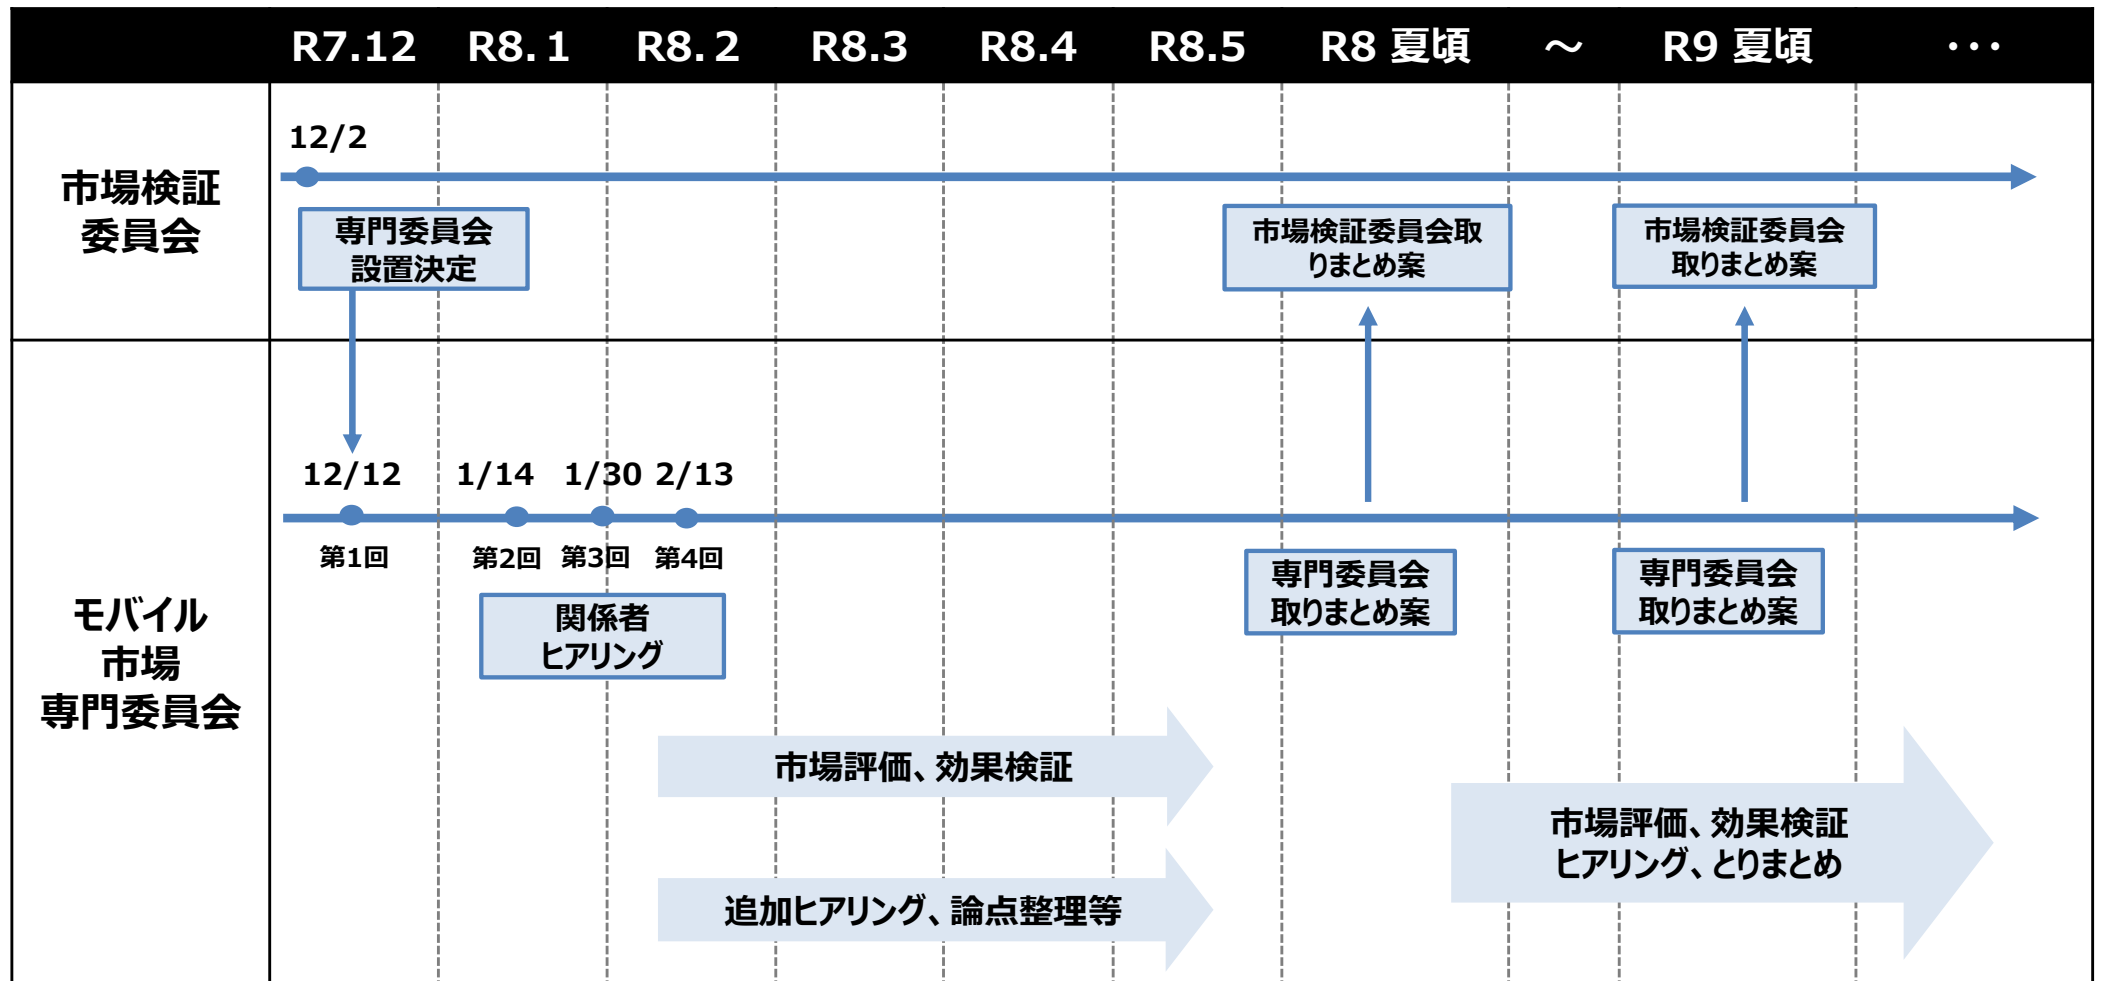 R7.12 R8. 1 R8. 2 R8.3 R8.4 R8.5 R8 夏頃 ～ R9 夏頃 ・・・
市場検証
委員会
12/2
専門委員会
設置決定
市場検証委員会取
りまとめ案
市場検証委員会
取りまとめ案
モバイル
市場
専門委員会
12/12 1/14 1/30 2/13
第1回 第2回 第3回 第4回
関係者
ヒアリング
専門委員会
取りまとめ案
専門委員会
取りまとめ案
市場評価、効果検証
追加ヒアリング、論点整理等
市場評価、効果検証
ヒアリング、とりまとめ